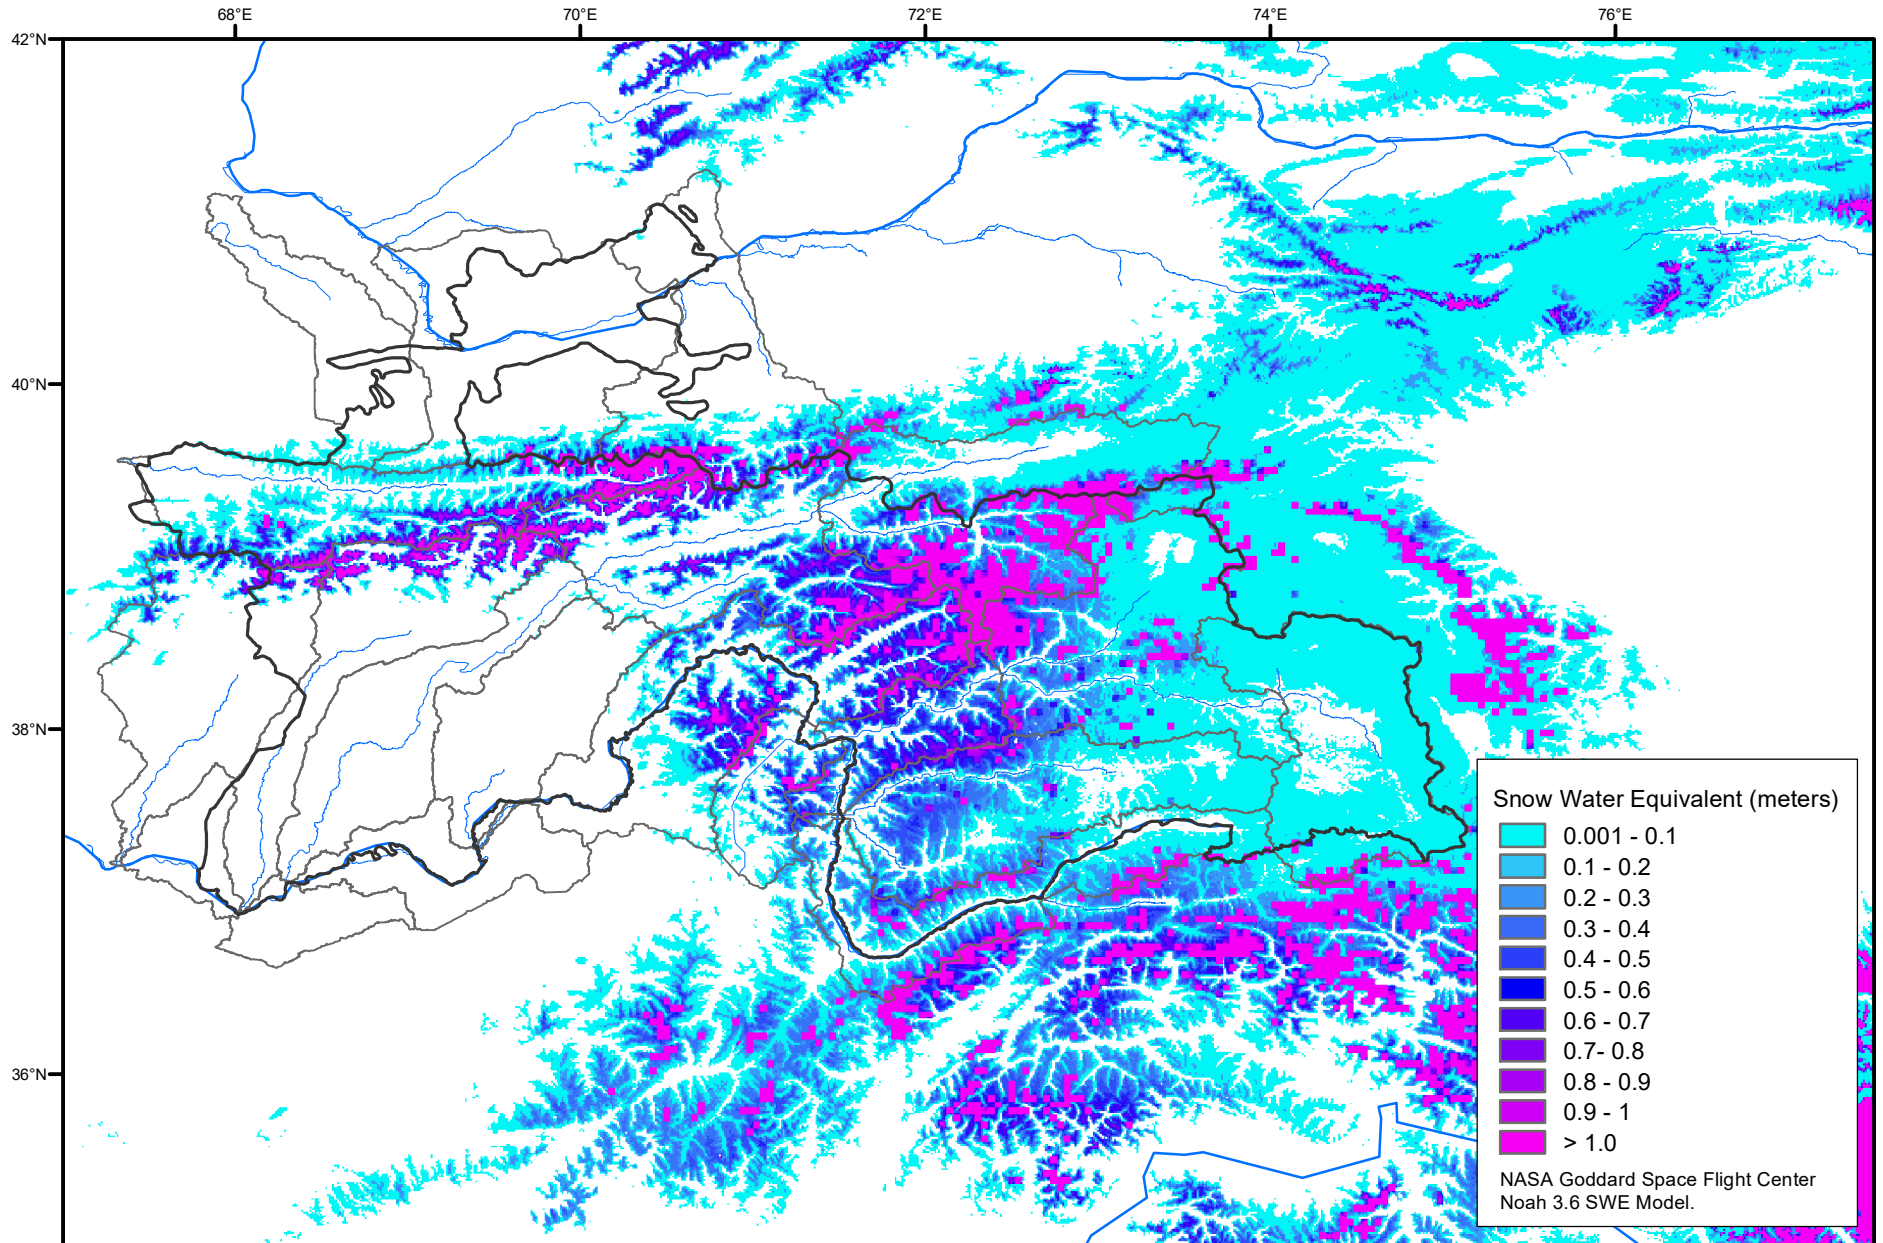 68°E 70°E 72°E 74°E 76°E
42°N
40°N
38°N
36°N
Snow Water Equivalent (meters)
0.001 - 0.1
0.1 - 0.2
0.2 - 0.3
0.3 - 0.4
0.4 - 0.5
0.5 - 0.6
0.6 - 0.7
0.7- 0.8
0.8 - 0.9
0.9 - 1
> 1.0
NASA Goddard Space Flight Center
Noah 3.6 SWE Model.